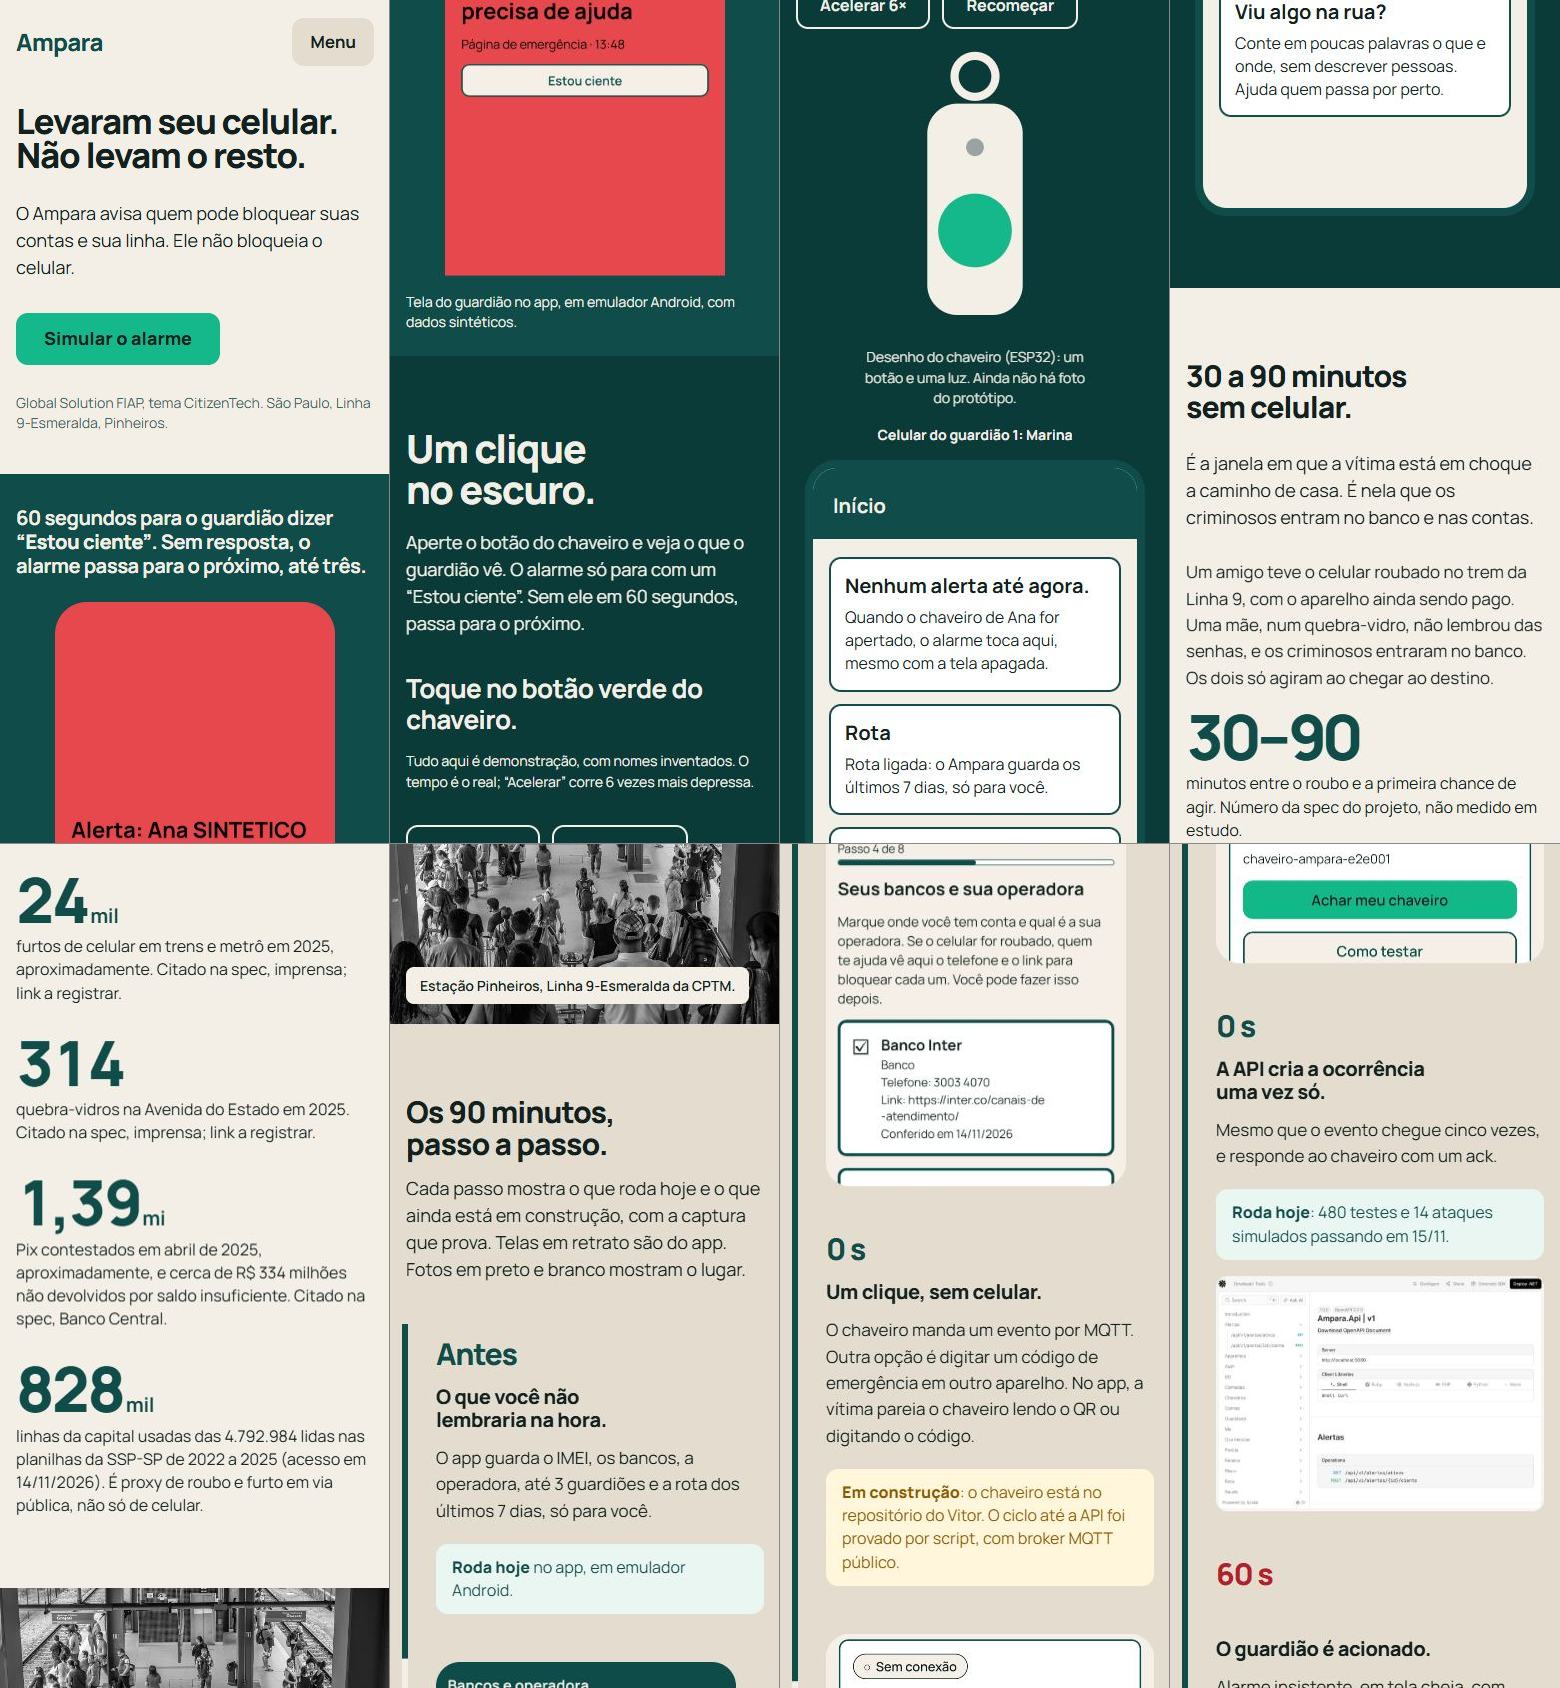 Ampara
Menu
Levaram seu celular.
Não levam o resto.
O Ampara avisa quem pode bloquear suas
contas e sua linha. Ele não bloqueia o
celular.
Simular o alarme
Global Solution FIAP, tema CitizenTech. São Paulo, Linha
9-Esmeralda, Pinheiros.
60 segundos para o guardião dizer
“Estou ciente”. Sem resposta, o
alarme passa para o próximo, até três.
Alerta: Ana SINTETICO
precisa de ajuda
Página de emergência · 13:48
Estou ciente
Tela do guardião no app, em emulador Android, com
dados sintéticos.
Um clique
no escuro.
Aperte o botão do chaveiro e veja o que o
guardião vê. O alarme só para com um
“Estou ciente”. Sem ele em 60 segundos,
passa para o próximo.
Toque no botão verde do
chaveiro.
Tudo aqui é demonstração, com nomes inventados. O
tempo é o real; “Acelerar” corre 6 vezes mais depressa.
Acelerar 6×
Recomeçar
Desenho do chaveiro (ESP32): um
botão e uma luz. Ainda não há foto
do protótipo.
Celular do guardião 1: Marina
Início
Nenhum alerta até agora.
Quando o chaveiro de Ana for
apertado, o alarme toca aqui,
mesmo com a tela apagada.
Rota
Rota ligada: o Ampara guarda os
últimos 7 dias, só para você.
Viu algo na rua?
Conte em poucas palavras o que e
onde, sem descrever pessoas.
Ajuda quem passa por perto.
30 a 90 minutos
sem celular.
É a janela em que a vítima está em choque
a caminho de casa. É nela que os
criminosos entram no banco e nas contas.
Um amigo teve o celular roubado no trem da
Linha 9, com o aparelho ainda sendo pago.
Uma mãe, num quebra-vidro, não lembrou das
senhas, e os criminosos entraram no banco.
Os dois só agiram ao chegar ao destino.
30–90
minutos entre o roubo e a primeira chance de
agir. Número da spec do projeto, não medido em
estudo.
24 mil
furtos de celular em trens e metrô em 2025,
aproximadamente. Citado na spec, imprensa;
link a registrar.
314
quebra-vidros na Avenida do Estado em 2025.
Citado na spec, imprensa; link a registrar.
1,39 mi
Pix contestados em abril de 2025,
aproximadamente, e cerca de R$ 334 milhões
não devolvidos por saldo insuficiente. Citado na
spec, Banco Central.
828 mil
linhas da capital usadas das 4.792.984 lidas nas
planilhas da SSP-SP de 2022 a 2025 (acesso em
14/11/2026). É proxy de roubo e furto em via
pública, não só de celular.
Estação Pinheiros, Linha 9-Esmeralda da CPTM.
Os 90 minutos,
passo a passo.
Cada passo mostra o que roda hoje e o que
ainda está em construção, com a captura
que prova. Telas em retrato são do app.
Fotos em preto e branco mostram o lugar.
Antes
O que você não
lembraria na hora.
O app guarda o IMEI, os bancos, a
operadora, até 3 guardiões e a rota dos
últimos 7 dias, só para você.
Roda hoje no app, em emulador
Android.
Bancos e operadora
Passo 4 de 8
Seus bancos e sua operadora
Marque onde você tem conta e qual é a sua
operadora. Se o celular for roubado, quem
te ajuda vê aqui o telefone e o link para
bloquear cada um. Você pode fazer isso
depois.
Banco Inter
Banco
Telefone: 3003 4070
Link: https://inter.co/canais-de
-atendimento/
Conferido em 14/11/2026
0 s
Um clique, sem celular.
O chaveiro manda um evento por MQTT.
Outra opção é digitar um código de
emergência em outro aparelho. No app, a
vítima pareia o chaveiro lendo o QR ou
digitando o código.
Em construção: o chaveiro está no
repositório do Vitor. O ciclo até a API foi
provado por script, com broker MQTT
público.
Sem conexão
chaveiro-ampara-e2e001
Achar meu chaveiro
Como testar
0 s
A API cria a ocorrência
uma vez só.
Mesmo que o evento chegue cinco vezes,
e responde ao chaveiro com um ack.
Roda hoje: 480 testes e 14 ataques
simulados passando em 15/11.
Ampara.Api | v1
Download OpenAPI Document
Alertas
60 s
O guardião é acionado.
Alarme insistente, em tela cheia, com